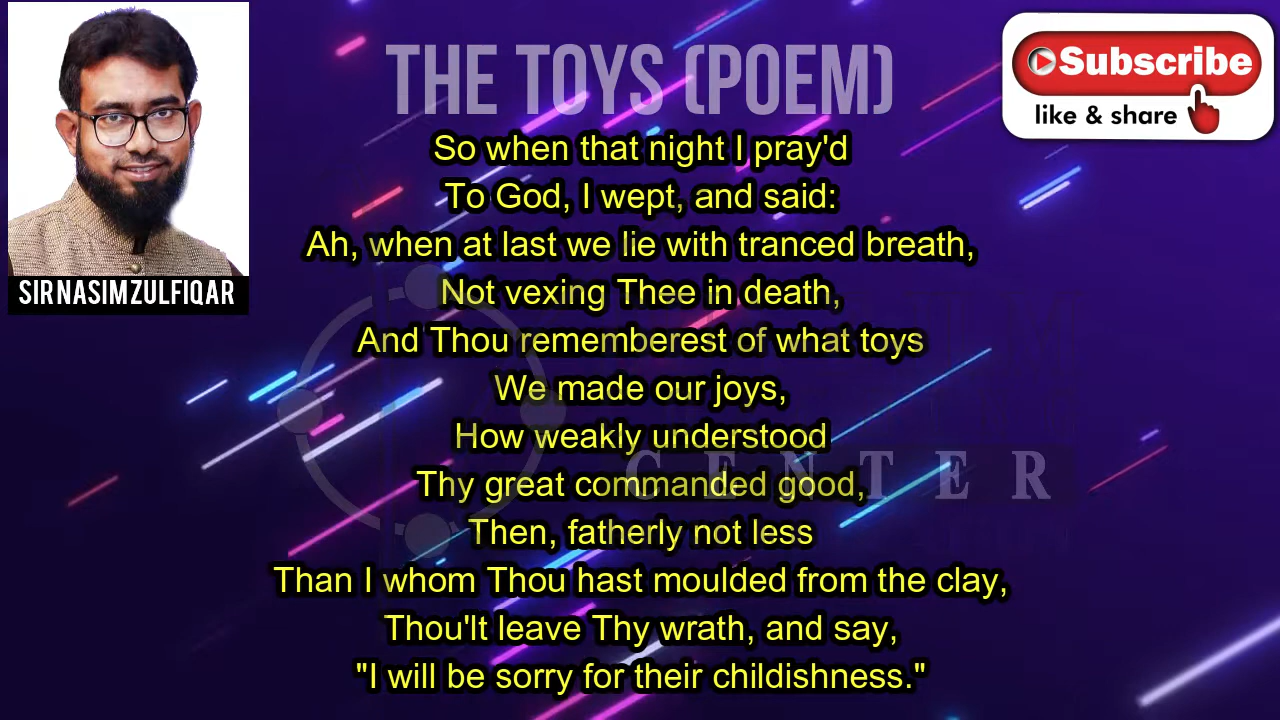 THE TOYS (POEM)
Subscribe
like & share
So when that night I pray'd
To God, I wept, and said:
Ah, when at last we lie with tranced breath,
Not vexing Thee in death,
And Thou rememberest of what toys
We made our joys,
How weakly understood
Thy great commanded good,
Then, fatherly not less
Than I whom Thou hast moulded from the clay,
Thou'lt leave Thy wrath, and say,
"I will be sorry for their childishness."
SIR NASIM ZULFIQAR
CENTER